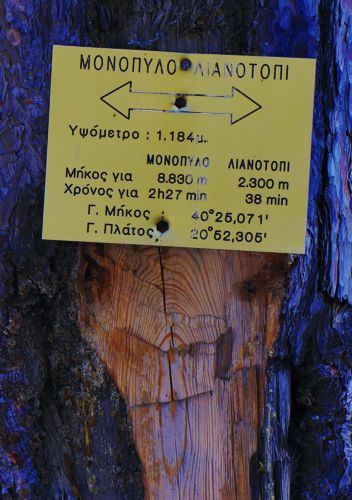 ΜΟΝΟΠΥΛΟ ΛΙΑΝΟΤΟΠΙ
Υψόμετρο : 1.184μ.
ΜΟΝΟΠΥΛΟ ΛΙΑΝΟΤΟΠΙ
Μήκος για 8.830 m 2.300 m
Χρόνος για 2h27 min 38 min
Γ. Μήκος 40°25,071'
Γ. Πλάτος 20°52,305'